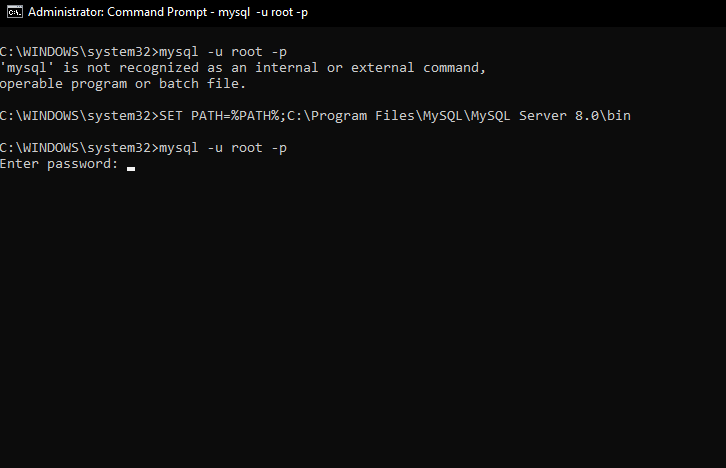 Administrator: Command Prompt - mysql  -u root -p
C:\WINDOWS\system32>mysql -u root -p
'mysql' is not recognized as an internal or external command,
operable program or batch file.
C:\WINDOWS\system32>SET PATH=%PATH%;C:\Program Files\MySQL\MySQL Server 8.0\bin
C:\WINDOWS\system32>mysql -u root -p
Enter password: